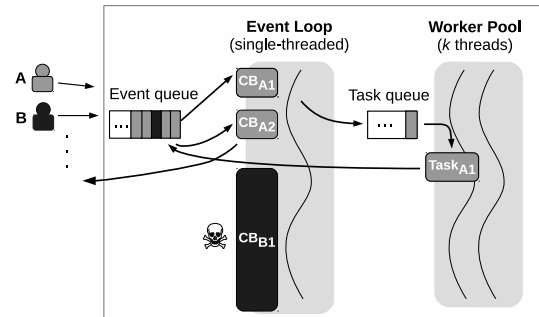 Event Loop
(single-threaded)
Worker Pool
(k threads)
A
B
Event queue
...
CBA1
CBA2
Task queue
...
TaskA1
CBB1